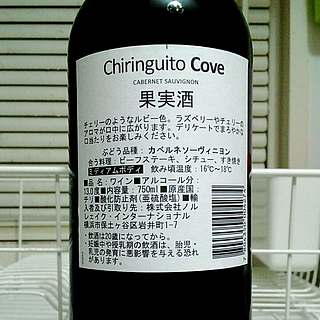 Chiringuito Cove
CABERNET SAUVIGNON
果実酒
チェリーのようなルビー色。ラズベリーやチェリーの
アロマが口中に広がります。デリケートでまろやかな
口当たりをお楽しみください。
ぶどう品種： カベルネソーヴィニヨン
合う料理：ビーフステーキ、シチュー、すき焼き
ミディアムボディ 飲み頃温度：16℃～18℃
■品名：ワイン■アルコール分：
13.0度■内容量：750ml■原産国：
チリ■酸化防止剤（亜硫酸塩）■輸
入者及び引取り先：株式会社ノル
レェイク・インターナショナル
横浜市保土ヶ谷区岩井町1-7
・飲酒は20歳になってから。
・妊娠中や授乳期の飲酒は、胎児・
乳児の発育に悪影響を与える恐れ
があります。